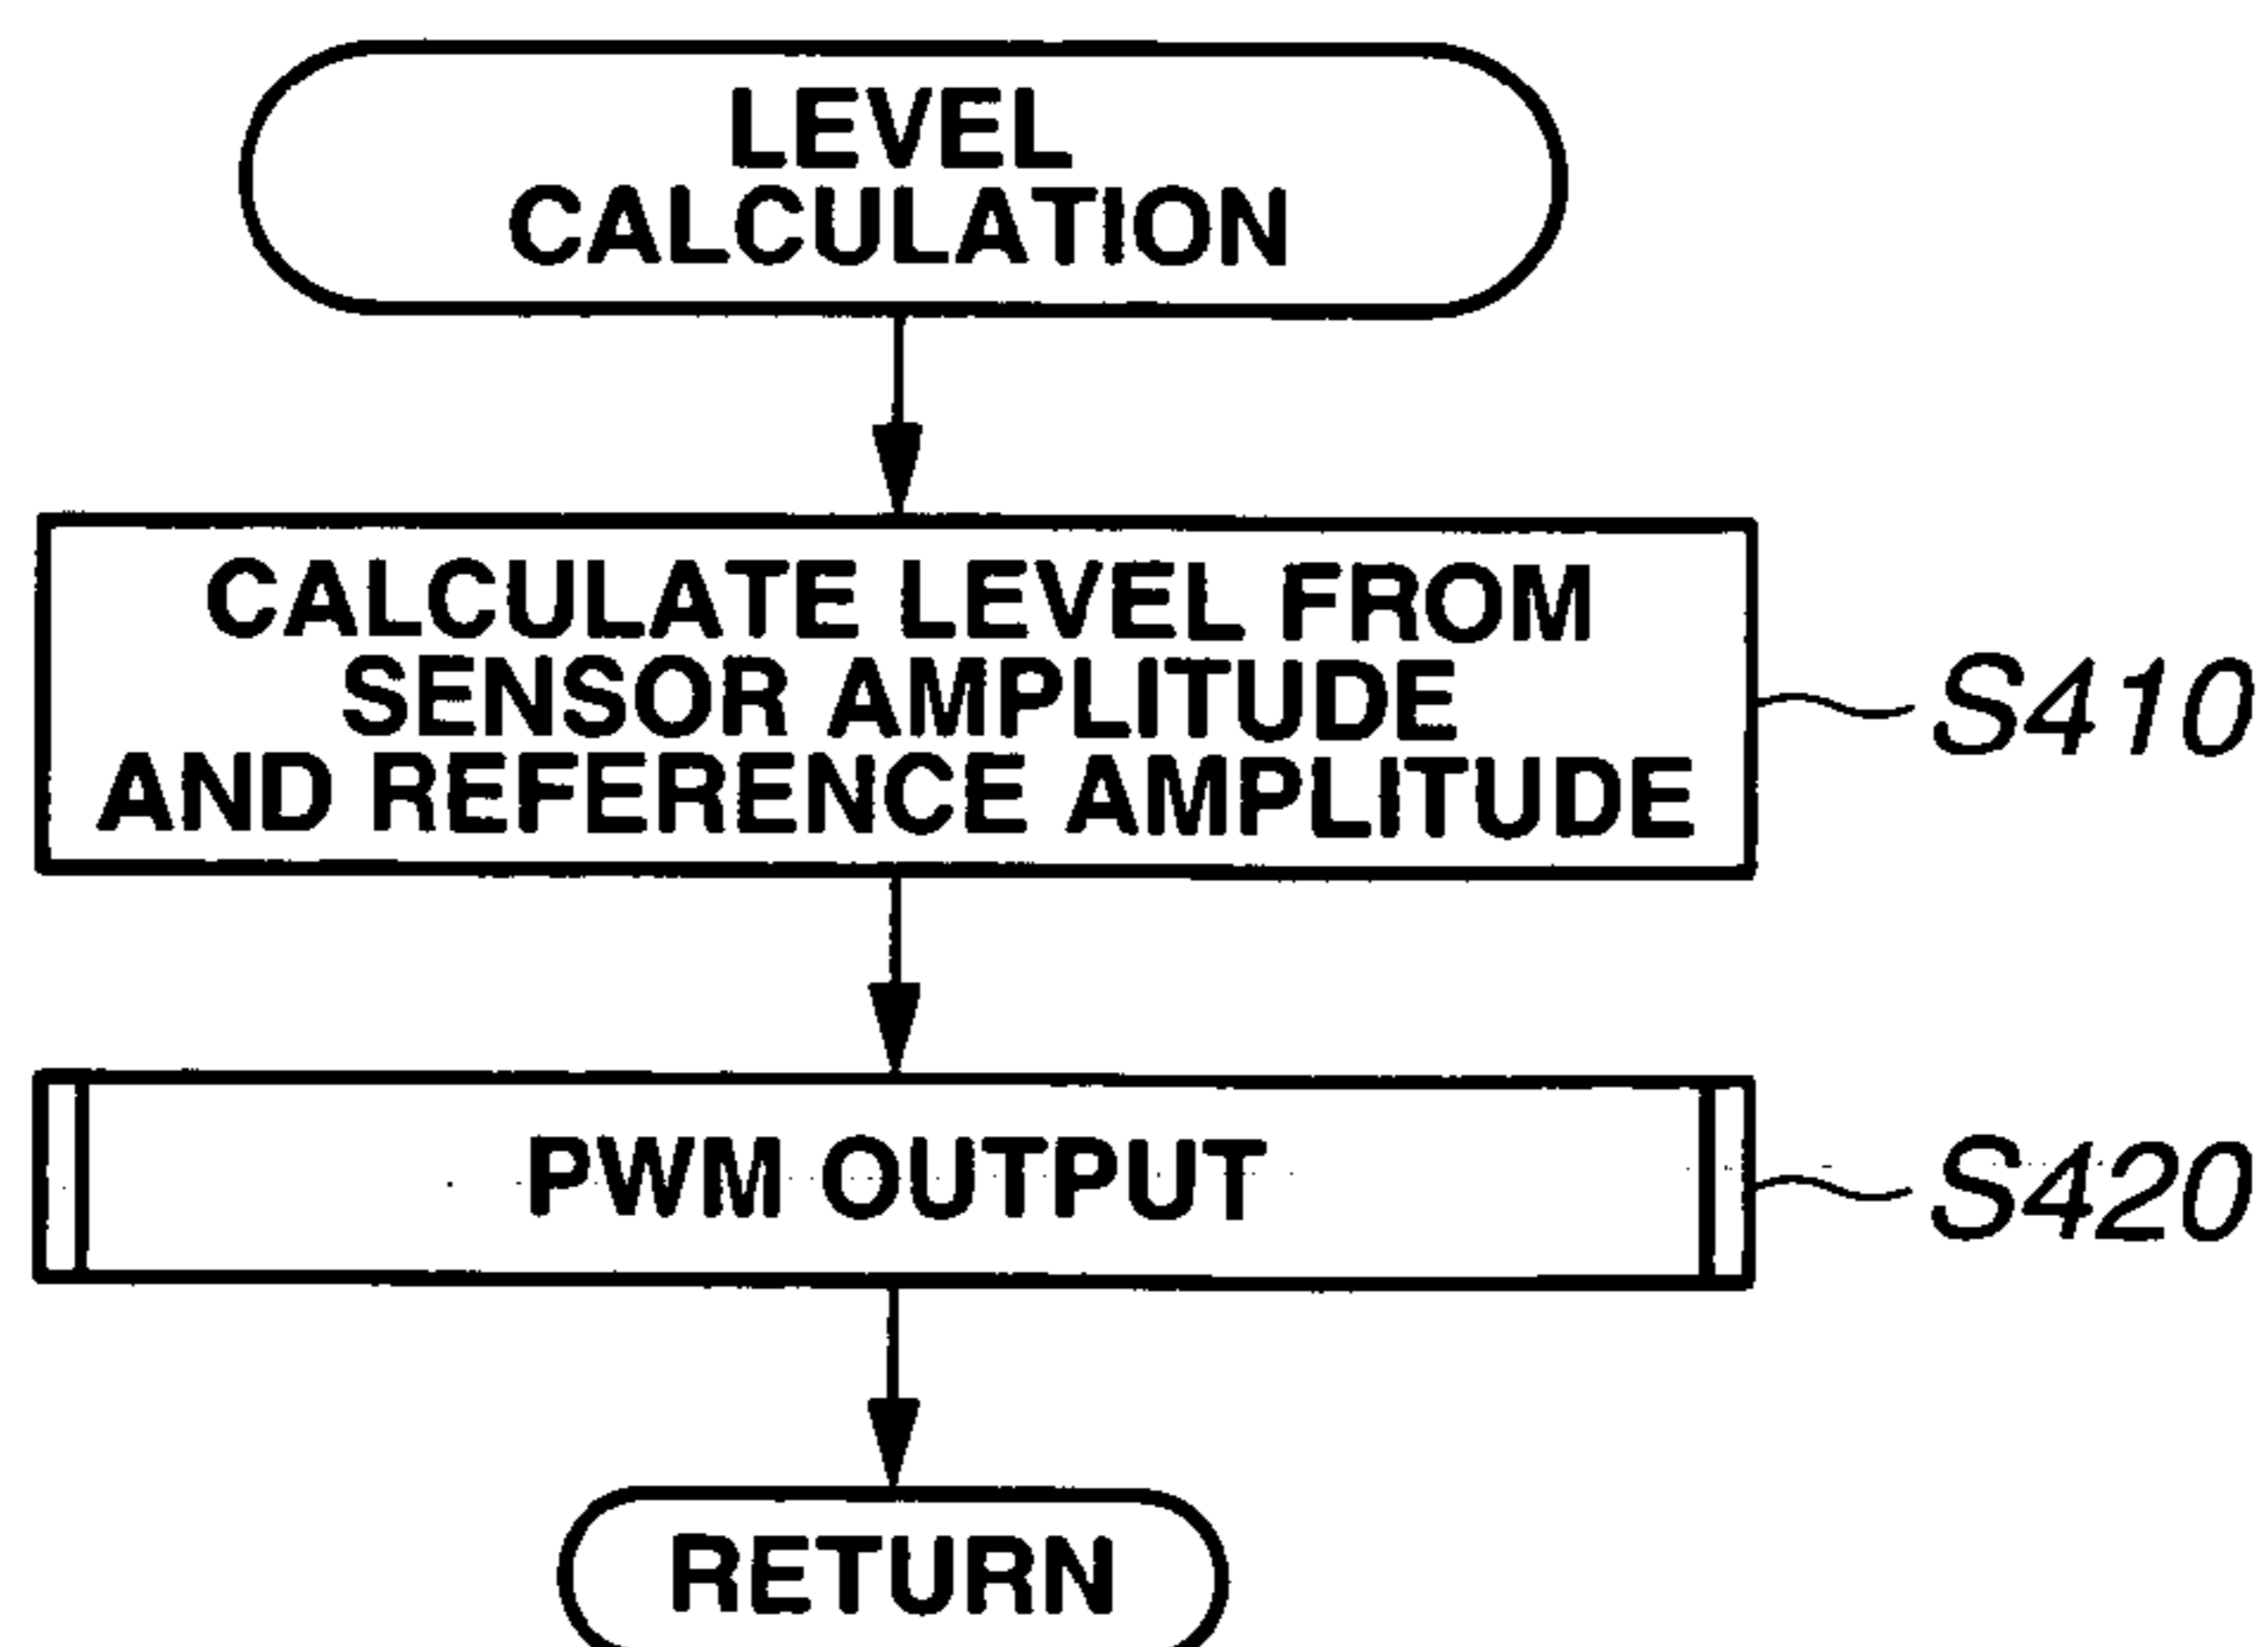 LEVEL
CALCULATION
CALCULATE LEVEL FROM
SENSOR AMPLITUDE
AND REFERENCE AMPLITUDE
S410
PWM OUTPUT
S420
RETURN